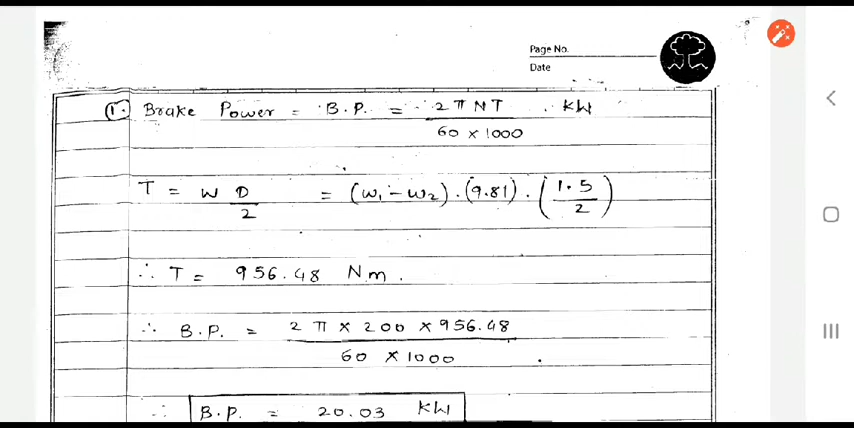 Page No.
Date
1. Brake Power = B.P. = 2πNT / 60 × 1000 . KW
T = W D/2 = (W₁ - W₂) . (9.81) . (1.5/2)
∴ T = 956.48 Nm.
∴ B.P. = 2π × 200 × 956.48 / 60 × 1000 .
∴ B.P. = 20.03 KW